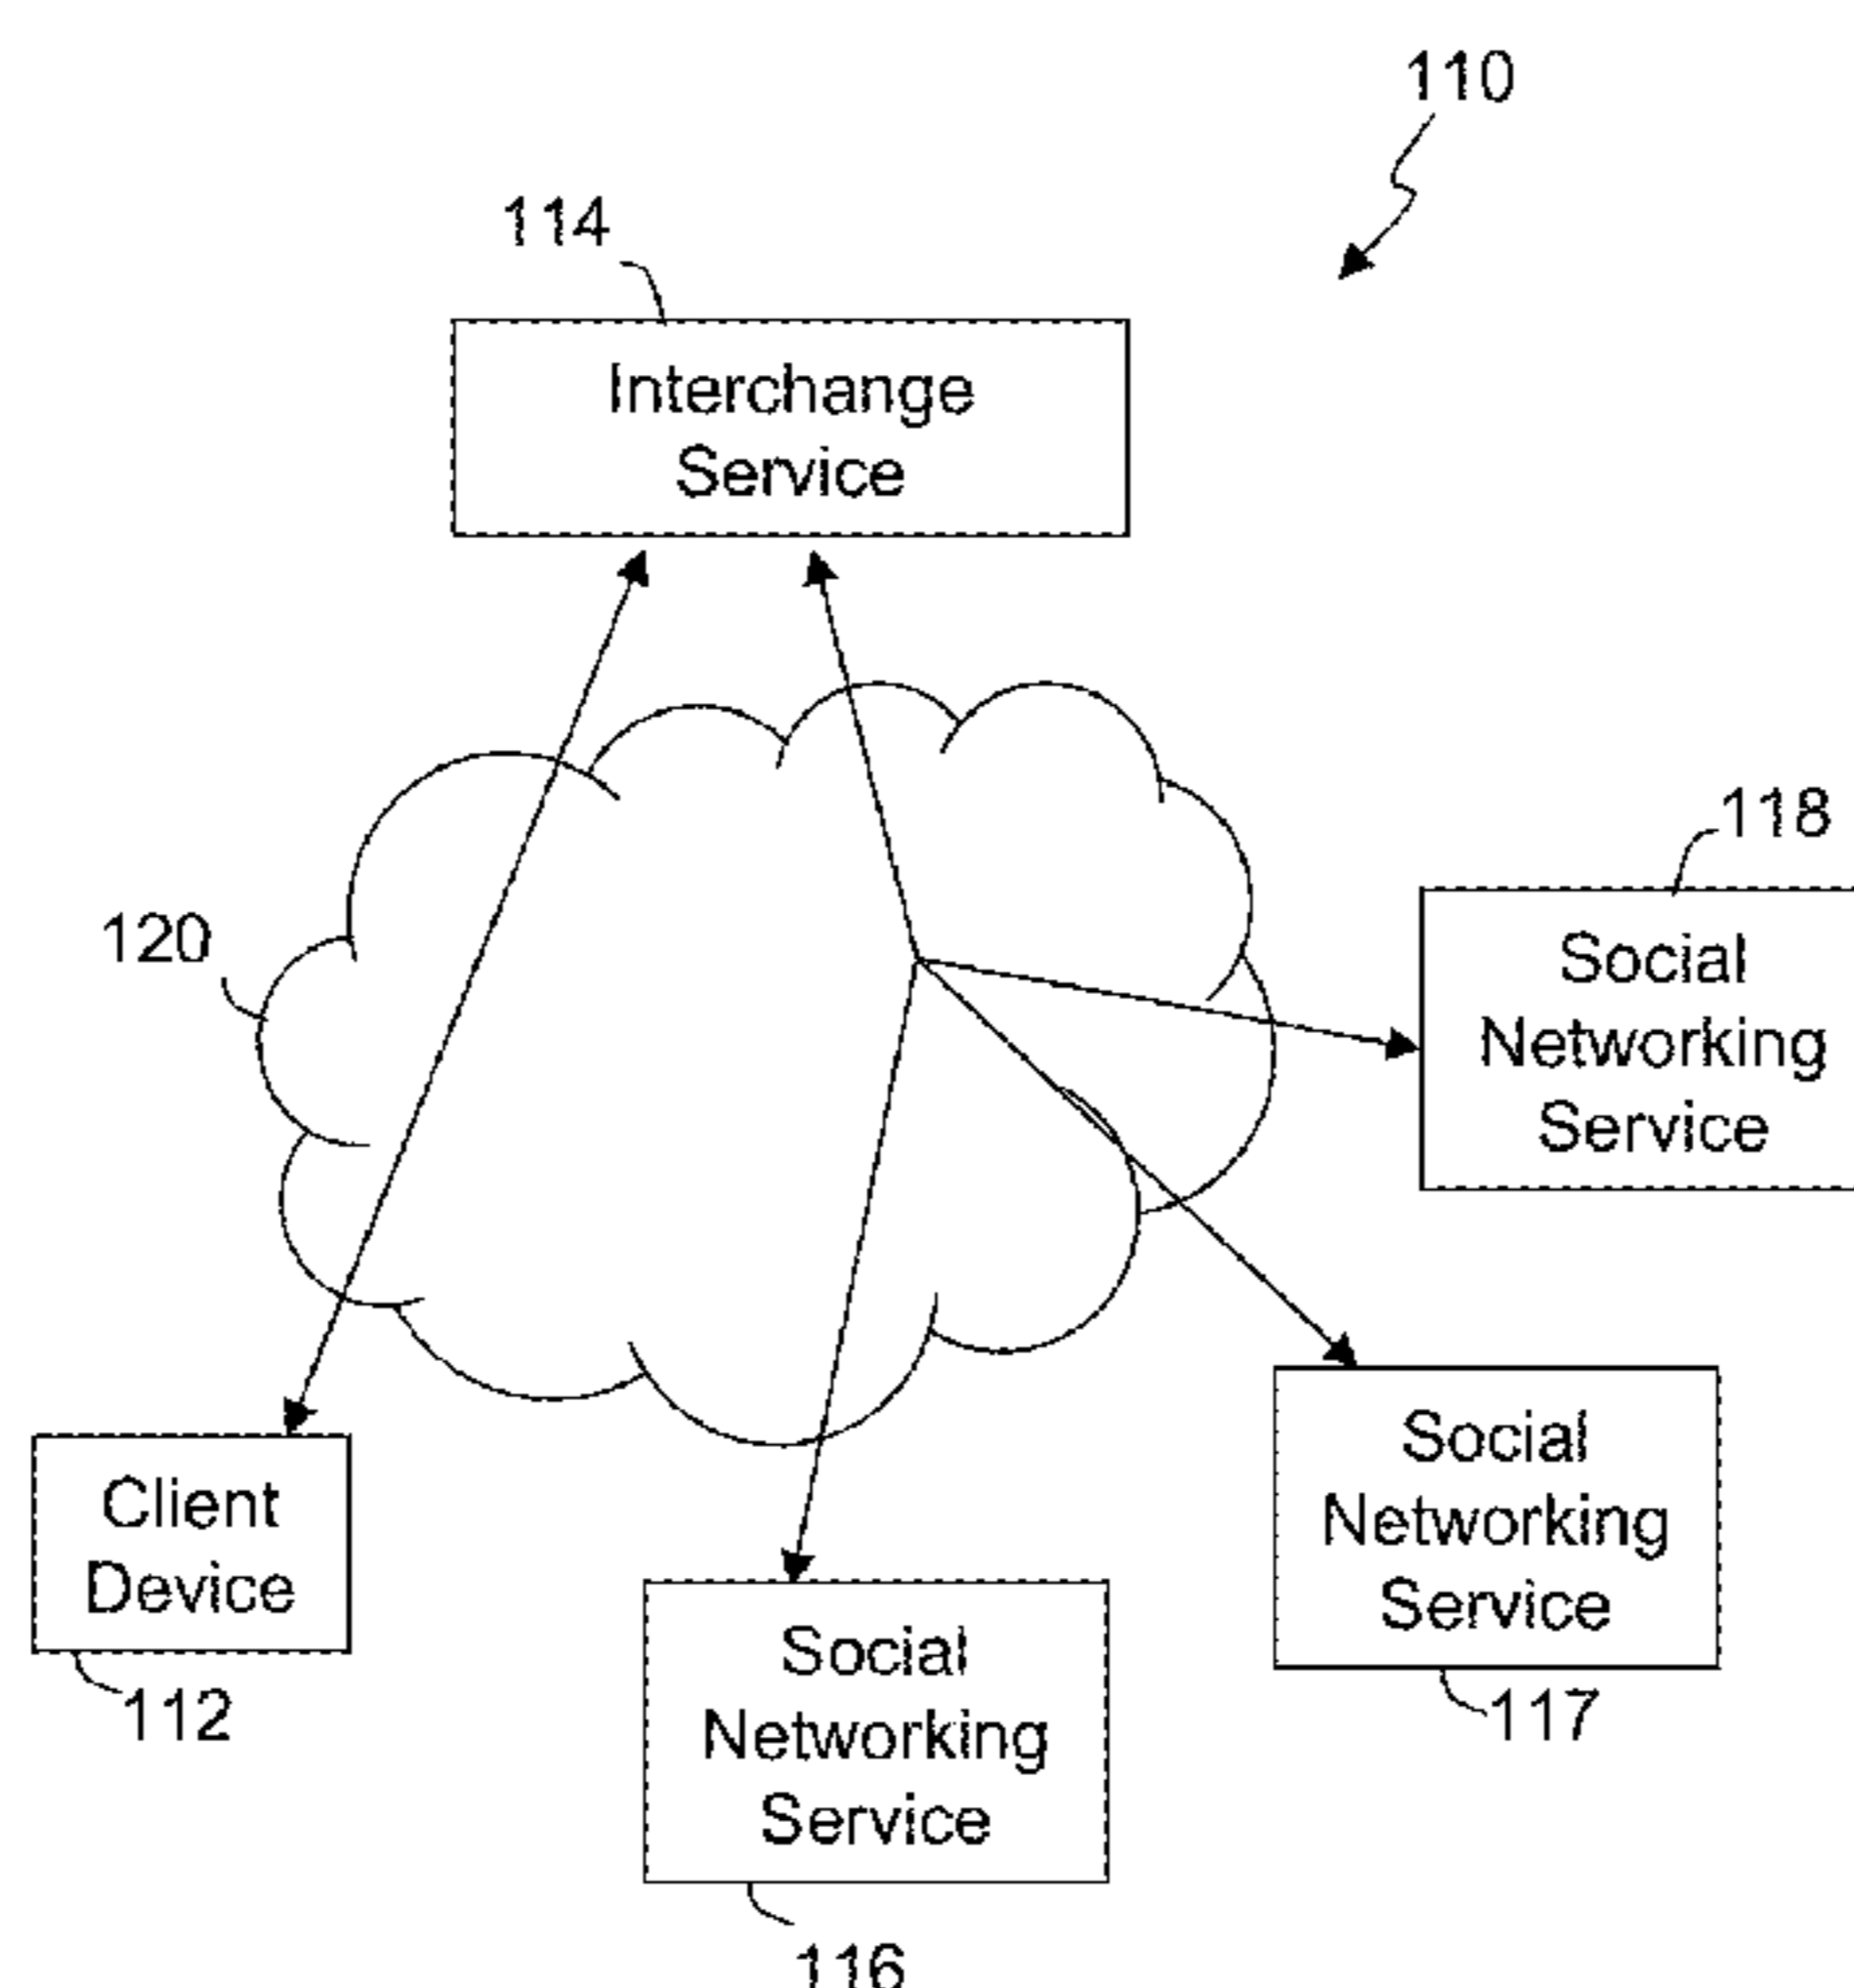 110
114
Interchange
Service
118
120
Social
Networking
Service
Client
Device
112
Social
Networking
Service
117
Social
Networking
Service
116